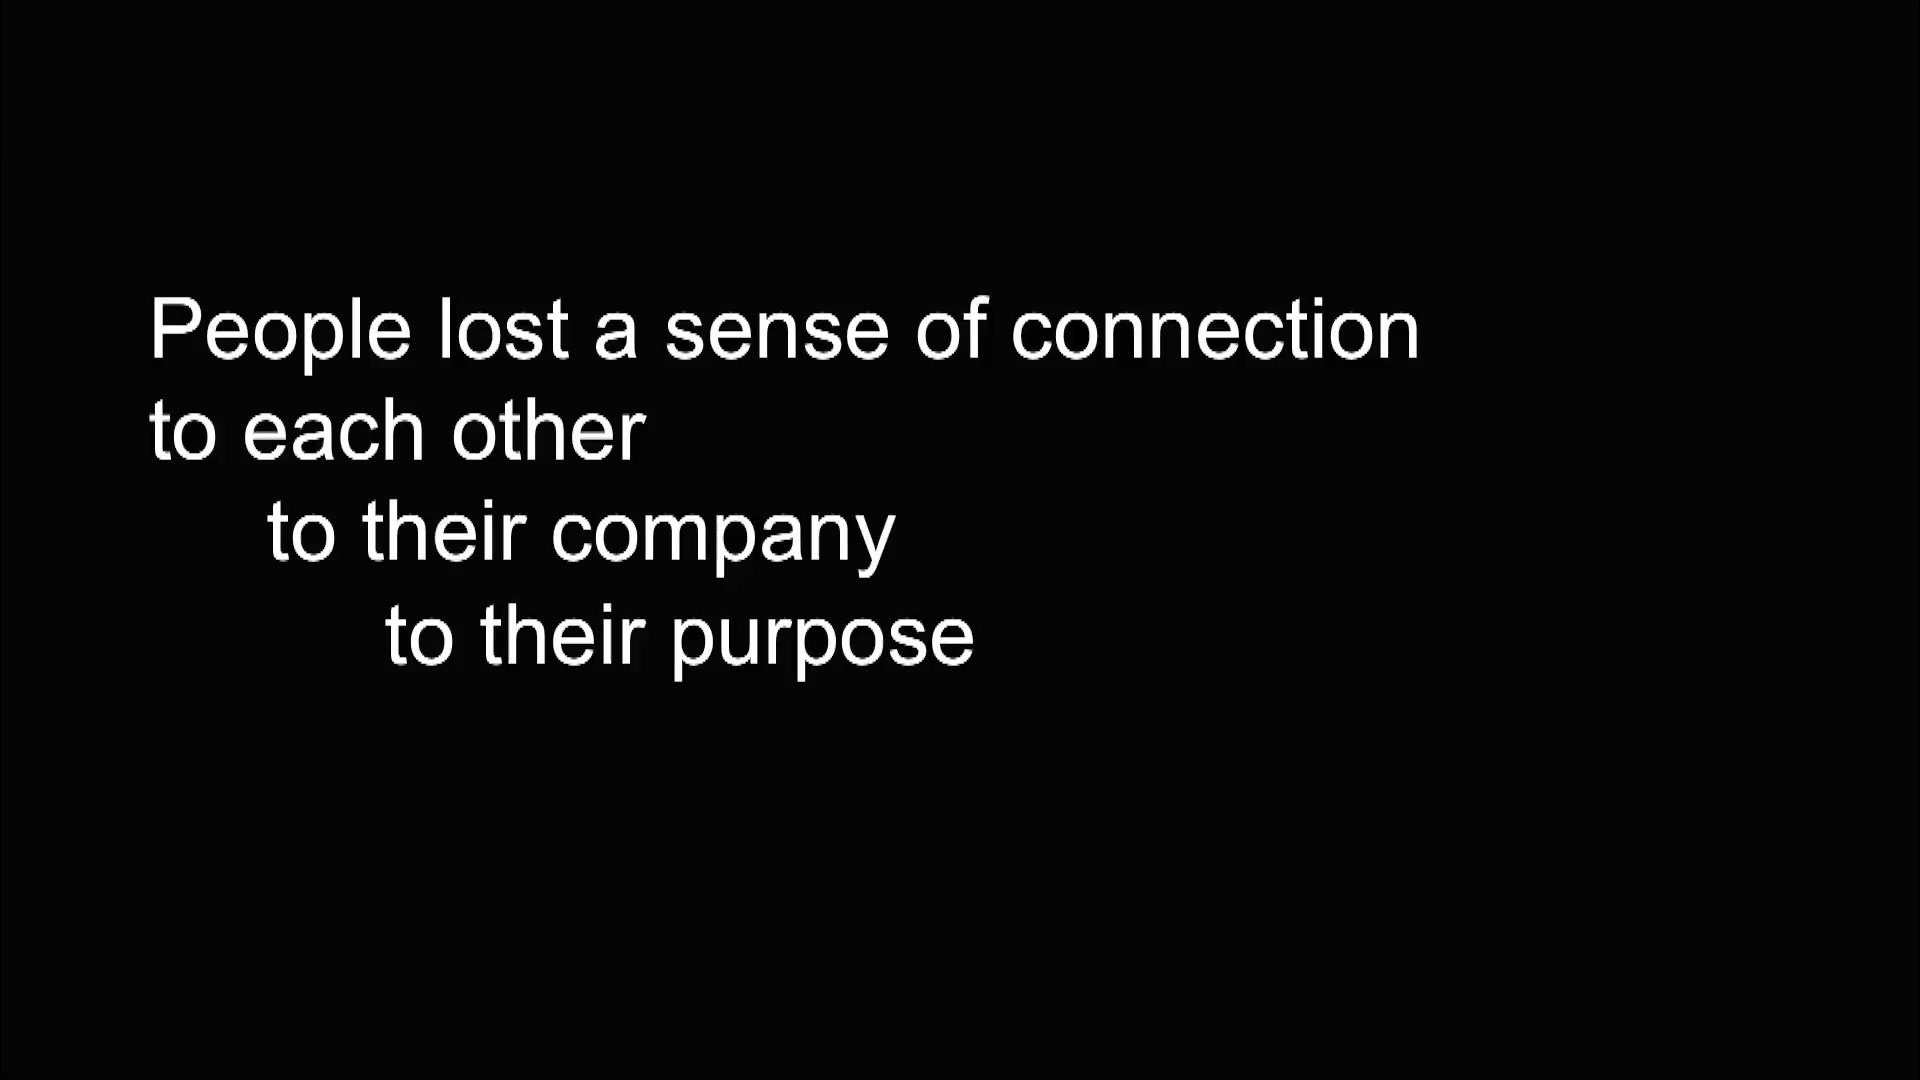 People lost a sense of connection
to each other
to their company
to their purpose